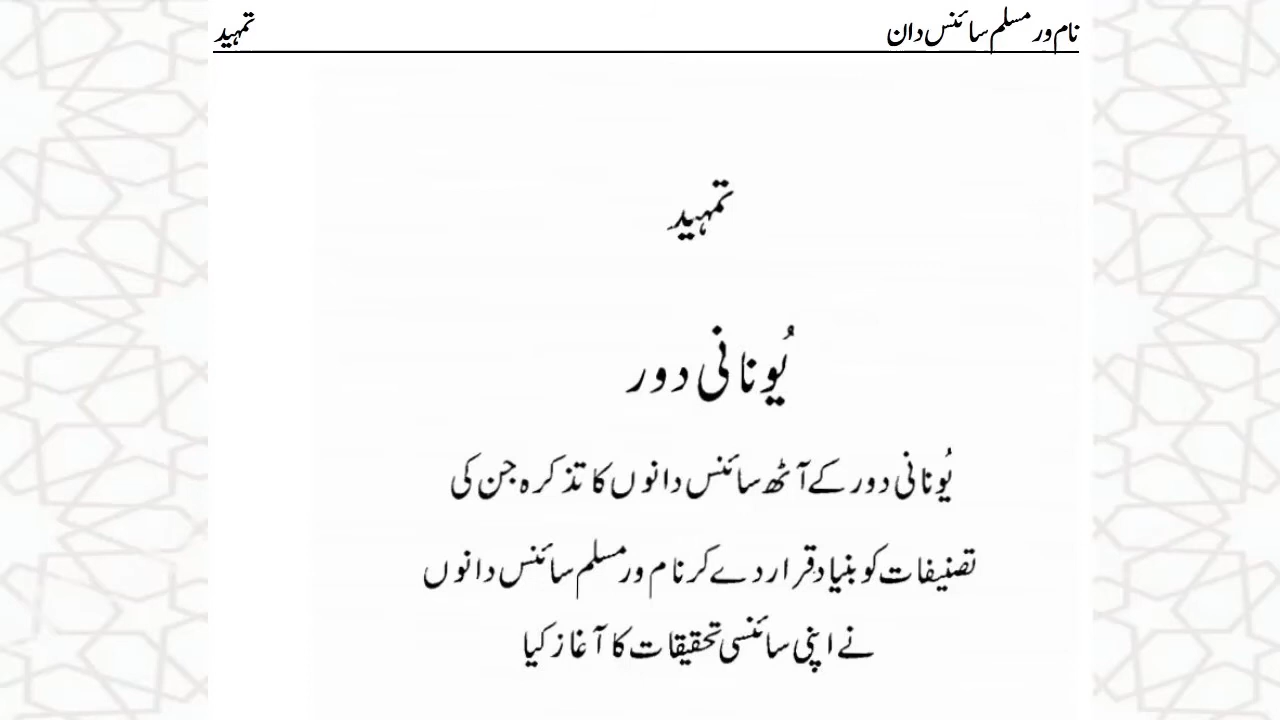 نام ور مسلم سائنس دان
تمہید
تمہید
یُونانی دور
یُونانی دور کے آٹھ سائنس دانوں کا تذکرہ جن کی
تصنیفات کو بنیاد قرار دے کر نام ور مسلم سائنس دانوں
نے اپنی سائنسی تحقیقات کا آغاز کیا